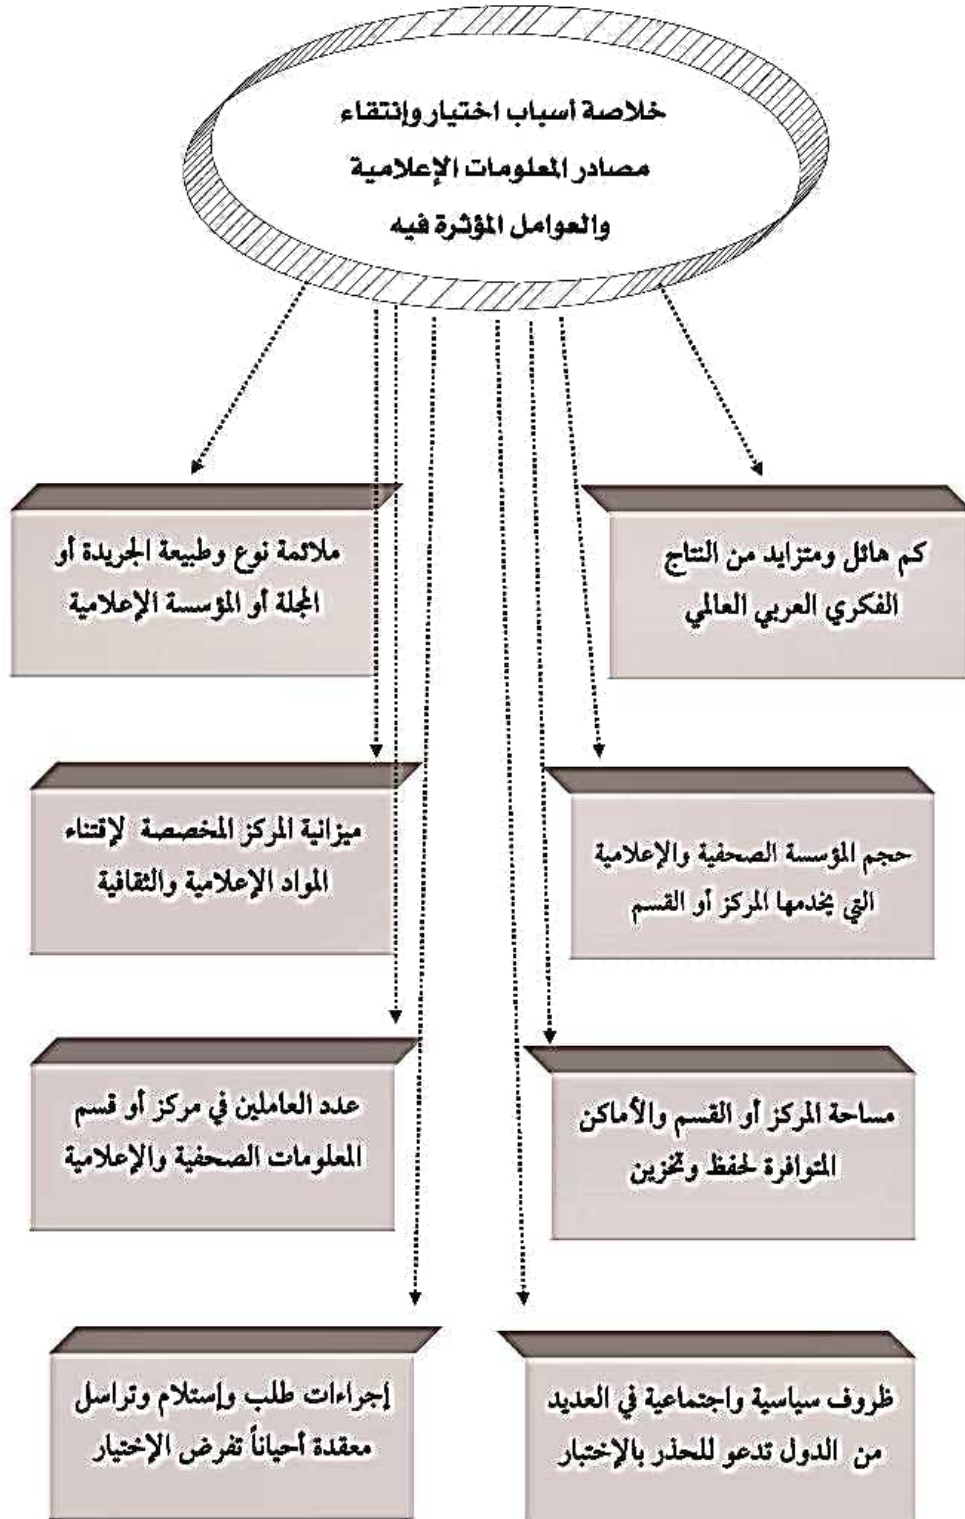 خلاصة أسباب اختيار وإنتقاء
مصادر المعلومات الإعلامية
والعوامل المؤثرة فيه
كم هائل ومتزايد من النتاج
الفكري العربي العالمي
ملائمة نوع وطبيعة الجريدة أو
المجلة أو المؤسسة الإعلامية
حجم المؤسسة الصحفية والإعلامية
التي يخدمها المركز أو القسم
ميزانية المركز المخصصة لإقتناء
المواد الإعلامية والثقافية
مساحة المركز أو القسم والأماكن
المتوافرة لحفظ وتخزين
عدد العاملين في مركز أو قسم
المعلومات الصحفية والإعلامية
ظروف سياسية واجتماعية في العديد
من الدول تدعو للحذر بالإختبار
إجراءات طلب وإستلام وتراسل
معقدة أحياناً تفرض الإختيار